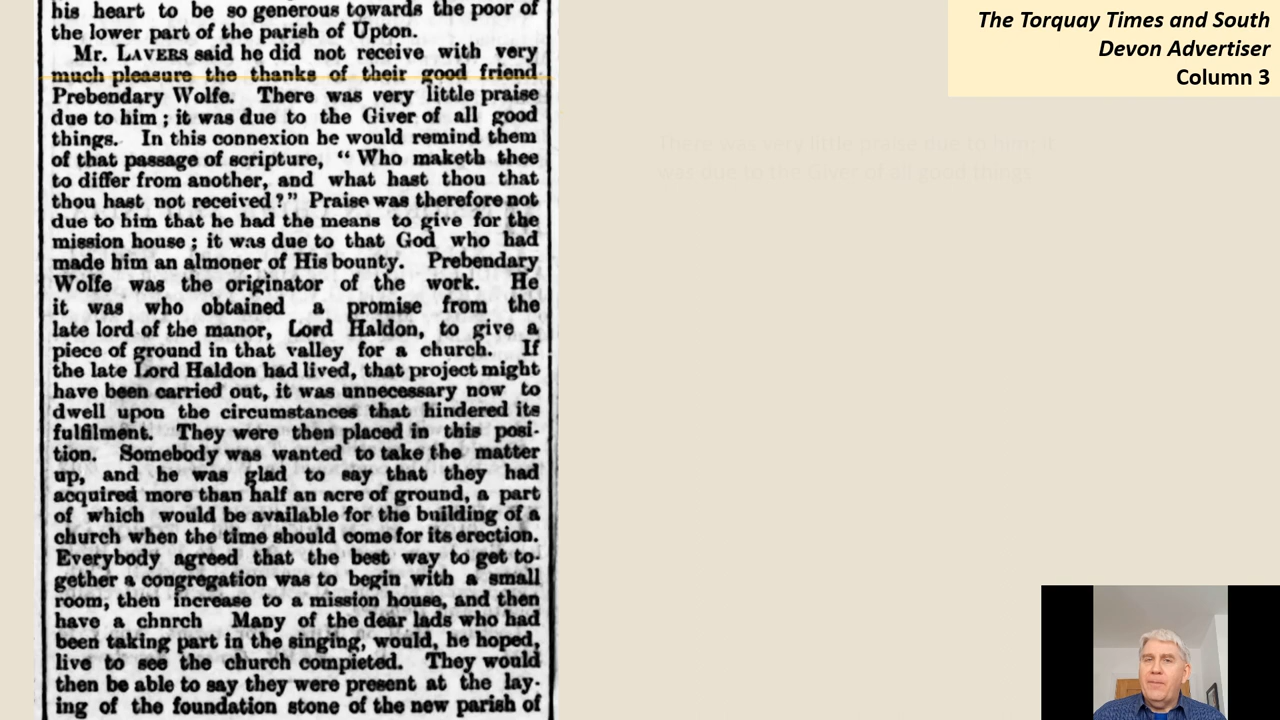 his heart to be so generous towards the poor of
the lower part of the parish of Upton.
Mr. LAVERS said he did not receive with very
much pleasure the thanks of their good friend
Prebendary Wolfe. There was very little praise
due to him ; it was due to the Giver of all good
things. In this connexion he would remind them
of that passage of scripture, “ Who maketh thee
to differ from another, and what hast thou that
thou hast not received ? ” Praise was therefore not
due to him that he had the means to give for the
mission house ; it was due to that God who had
made him an almoner of His bounty. Prebendary
Wolfe was the originator of the work. He
it was who obtained a promise from the
late lord of the manor, Lord Haldon, to give a
piece of ground in that valley for a church. If
the late Lord Haldon had lived, that project might
have been carried out, it was unnecessary now to
dwell upon the circumstances that hindered its
fulfilment. They were then placed in this posi-
tion. Somebody was wanted to take the matter
up, and he was glad to say that they had
acquired more than half an acre of ground, a part
of which would be available for the building of a
church when the time should come for its erection.
Everybody agreed that the best way to get to-
gether a congregation was to begin with a small
room, then increase to a mission house, and then
have a chnrch Many of the dear lads who had
been taking part in the singing, would, he hoped,
live to see the church completed. They would
then be able to say they were present at the lay-
ing of the foundation stone of the new parish of
The Torquay Times and South
Devon Advertiser
Column 3
There was very little praise due to him; it
was due to the Giver of all good things